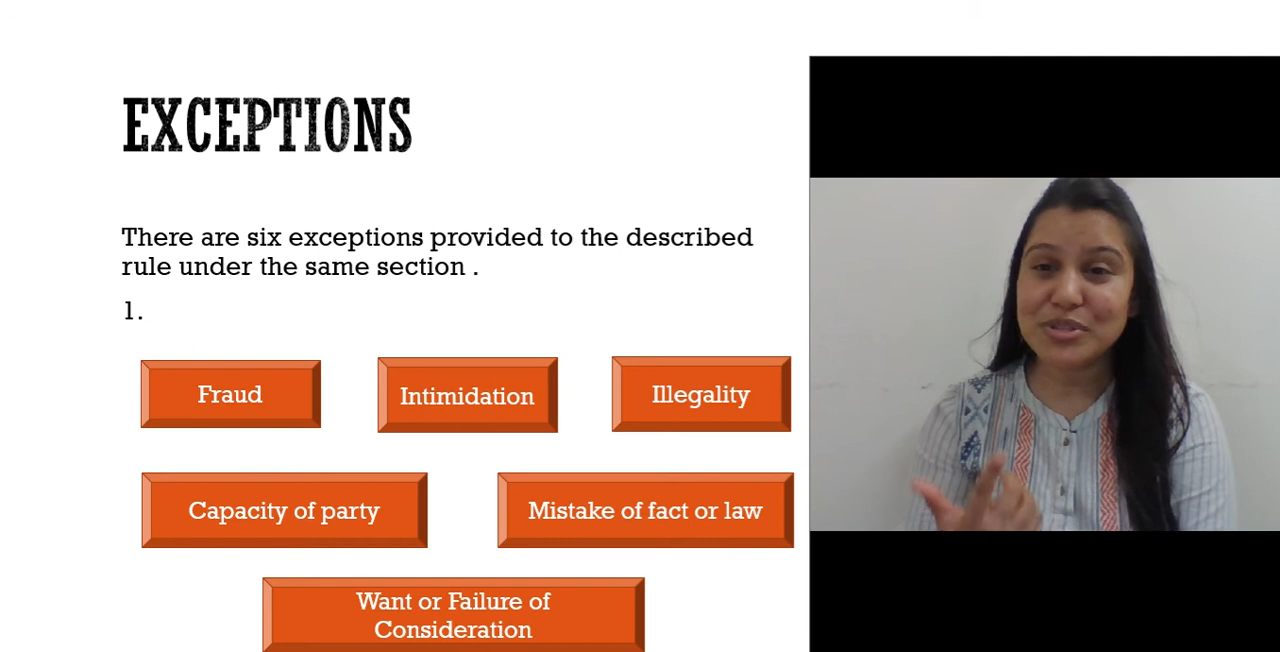 EXCEPTIONS
There are six exceptions provided to the described
rule under the same section .
1.
Fraud
Intimidation
Illegality
Capacity of party
Mistake of fact or law
Want or Failure of
Consideration